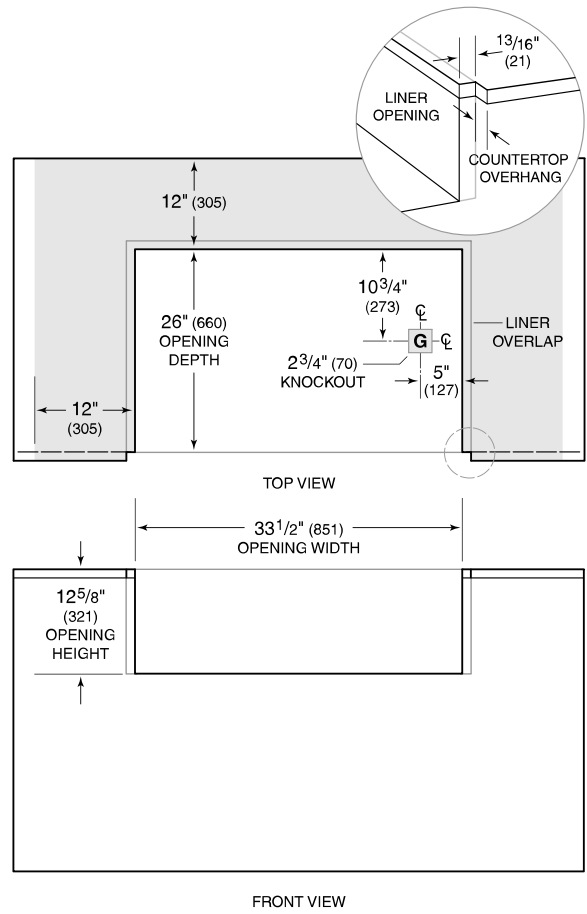 13/16"
(21)
LINER
OPENING
COUNTERTOP
OVERHANG
12" (305)
26" (660)
OPENING
DEPTH
10 3/4"
(273)
C L
G C L
LINER
OVERLAP
2 3/4" (70)
KNOCKOUT
5"
(127)
12"
(305)
TOP VIEW
33 1/2" (851)
OPENING WIDTH
12 5/8"
(321)
OPENING
HEIGHT
FRONT VIEW